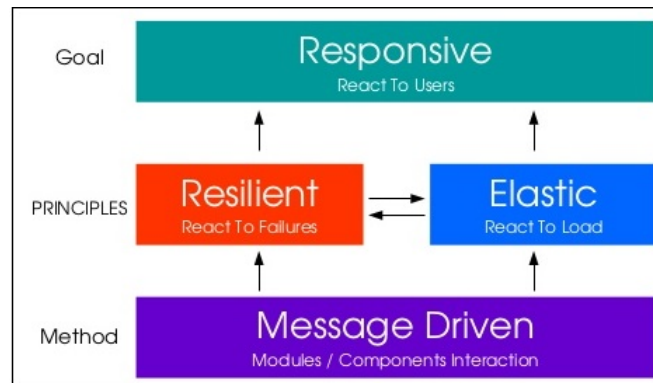 Goal
Responsive
React To Users
PRINCIPLES
Resilient
React To Failures
Elastic
React To Load
Method
Message Driven
Modules / Components Interaction